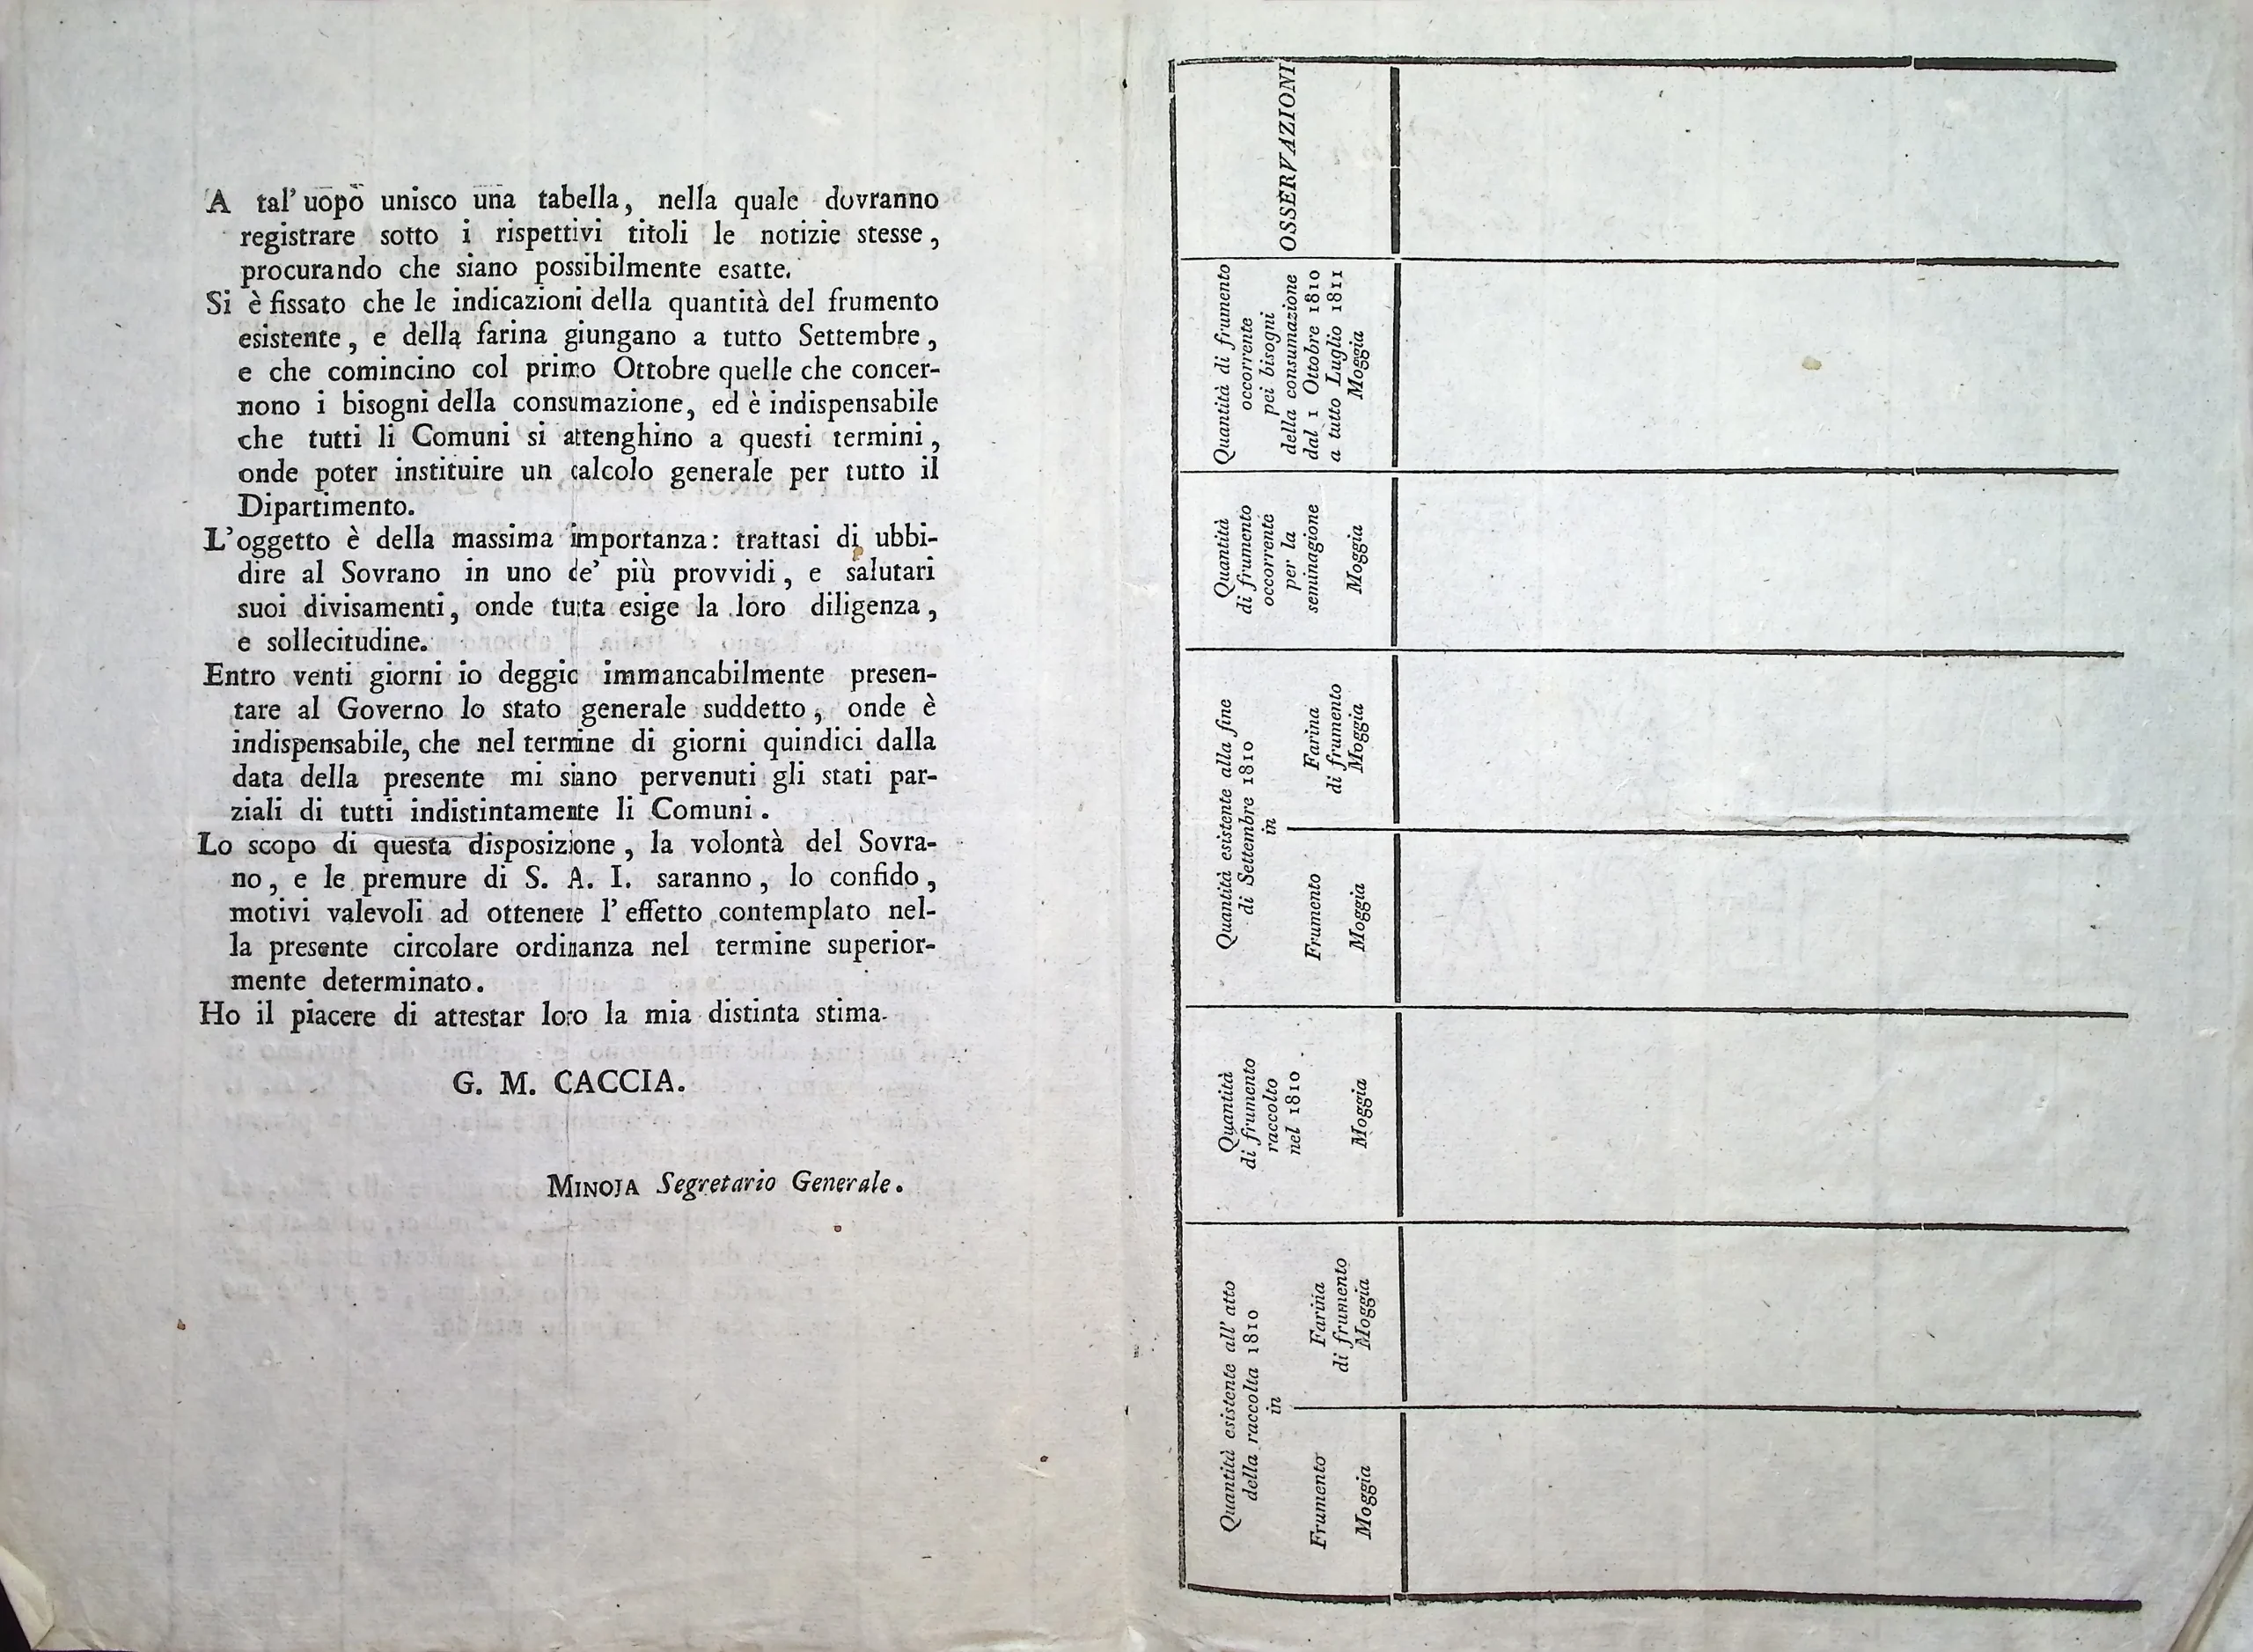 A tal' uopo unisco una tabella, nella quale dovranno
registrare sotto i rispettivi titoli le notizie stesse,
procurando che siano possibilmente esatte.
Si è fissato che le indicazioni della quantità del frumento
esistente, e della farina giungano a tutto Settembre,
e che comincino col primo Ottobre quelle che concer-
nono i bisogni della consumazione, ed è indispensabile
che tutti li Comuni si attenghino a questi termini,
onde poter instituire un calcolo generale per tutto il
Dipartimento.
L'oggetto è della massima importanza: trattasi di ubbi-
dire al Sovrano in uno de' più provvidi, e salutari
suoi divisamenti, onde tutta esige la loro diligenza,
e sollecitudine.
Entro venti giorni io deggio immancabilmente presen-
tare al Governo lo stato generale suddetto, onde è
indispensabile, che nel termine di giorni quindici dalla
data della presente mi siano pervenuti gli stati par-
ziali di tutti indistintamente li Comuni.
Lo scopo di questa disposizione, la volontà del Sovra-
no, e le premure di S. A. I. saranno, lo confido,
motivi valevoli ad ottenere l'effetto contemplato nel-
la presente circolare ordinanza nel termine superior-
mente determinato.
Ho il piacere di attestar loro la mia distinta stima.
G. M. CACCIA.
MINOJA Segretario Generale.
Quantità esistente all' atto
della raccolta 1810
in
Frumento
Moggia
Farina
di frumento
Moggia
Quantità
di frumento
raccolto
nel 1810
Moggia
Quantità esistente alla fine
di Settembre 1810
in
Frumento
Moggia
Farina
di frumento
Moggia
Quantità
di frumento
occorrente
per la
seminagione
Moggia
Quantità di frumento
occorrente
pei bisogni
della consumazione
dal 1 Ottobre 1810
a tutto Luglio 1811
Moggia
OSSERVAZIONI